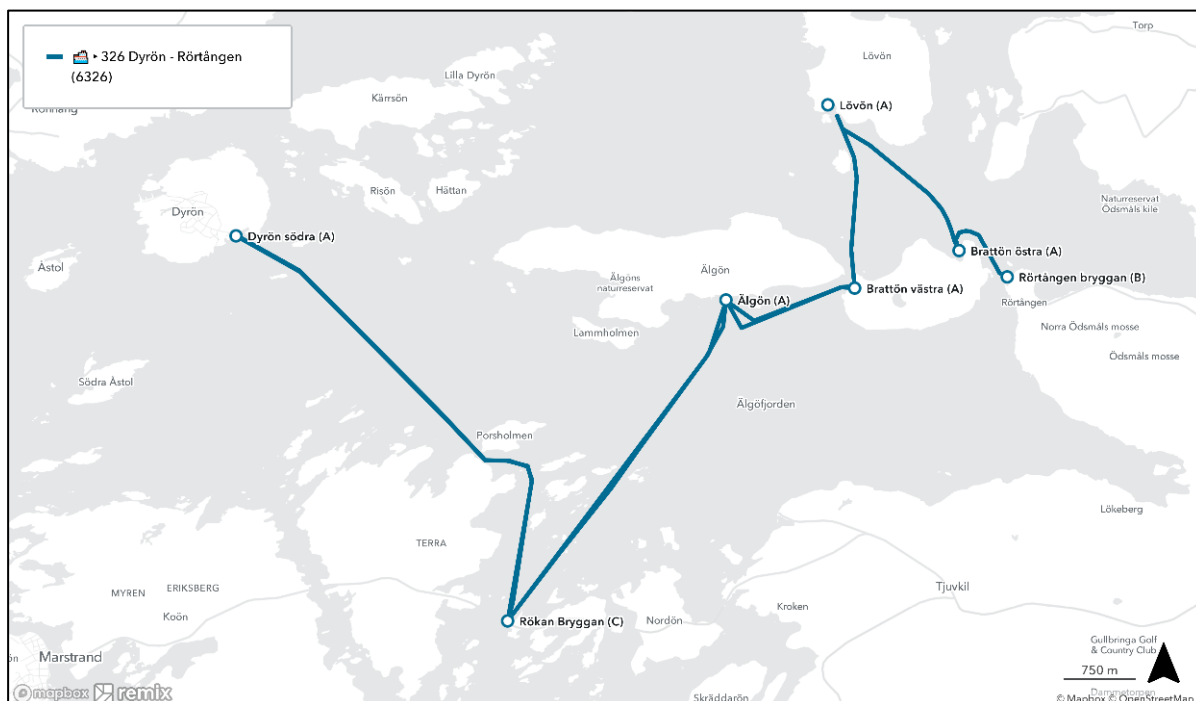 326 Dyrön - Rörtången
(6326)
Torp
Lövön
Lilla Dyrön
Kärrsön
Lövön (A)
Risön
Hättan
Naturreservat
Ödsmåls kile
Dyrön
Dyrön södra (A)
Brattön östra (A)
Åstol
Älgön
Rörtången bryggan (B)
Älgöns
naturreservat
Brattön västra (A)
Älgön (A)
Rörtången
Norra Ödsmåls mosse
Lammholmen
Ödsmåls mosse
Södra Åstol
Älgöfjorden
Porsholmen
Lökeberg
TERRA
MYREN
ERIKSBERG
Tjuvkil
Koön
Kroken
Rökan Bryggan (C)
Nordön
Gullbringa Golf
& Country Club
Marstrand
750 m
mapbox remix
Skräddarön
Dammetorpen
© Mapbox © OpenStreetMap